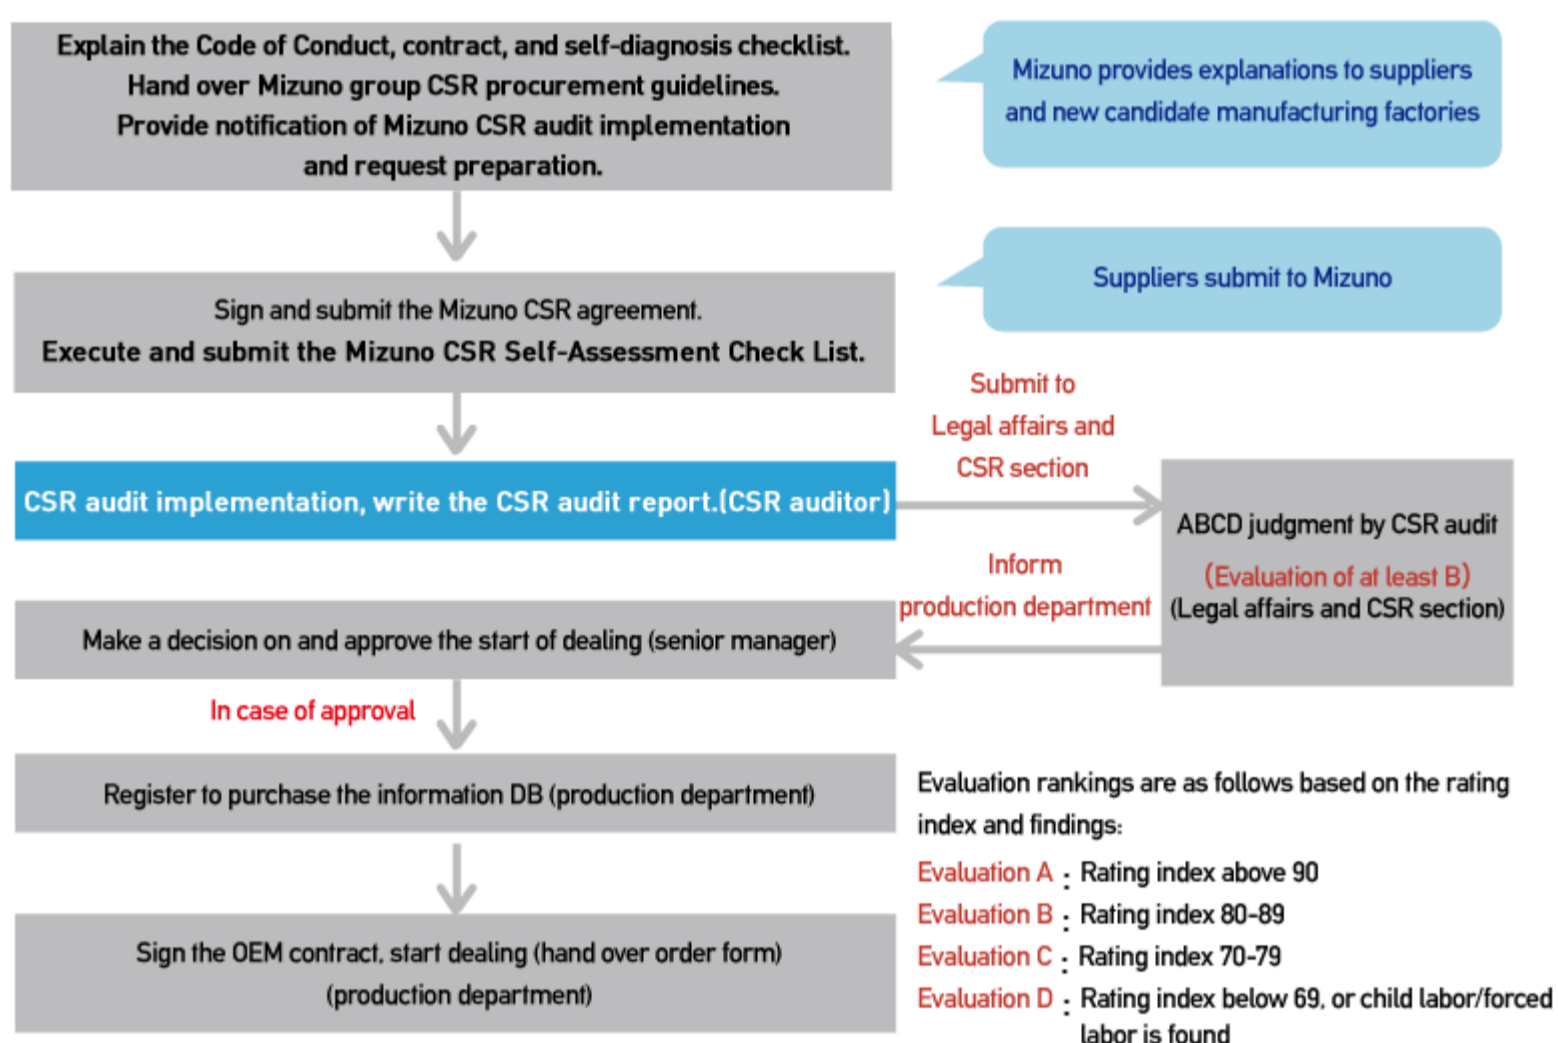 Explain the Code of Conduct, contract, and self-diagnosis checklist.
Hand over Mizuno group CSR procurement guidelines.
Provide notification of Mizuno CSR audit implementation
and request preparation.
Mizuno provides explanations to suppliers
and new candidate manufacturing factories
Sign and submit the Mizuno CSR agreement.
Execute and submit the Mizuno CSR Self-Assessment Check List.
Suppliers submit to Mizuno
CSR audit implementation, write the CSR audit report.(CSR auditor)
Submit to
Legal affairs and
CSR section
ABCD judgment by CSR audit
(Evaluation of at least B)
(Legal affairs and CSR section)
Inform
production department
Make a decision on and approve the start of dealing (senior manager)
In case of approval
Register to purchase the information DB (production department)
Sign the OEM contract, start dealing (hand over order form)
(production department)
Evaluation rankings are as follows based on the rating
index and findings:
Evaluation A : Rating index above 90
Evaluation B : Rating index 80-89
Evaluation C : Rating index 70-79
Evaluation D : Rating index below 69, or child labor/forced
labor is found